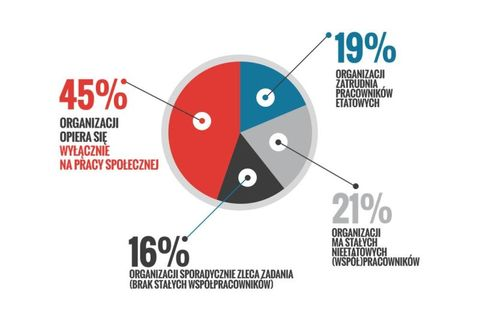 19%
ORGANIZACJI
ZATRUDNIA
PRACOWNIKÓW
ETATOWYCH
45%
ORGANIZACJI
OPIERA SIĘ
WYŁĄCZNIE
NA PRACY SPOŁECZNEJ
21%
ORGANIZACJI
MA STAŁYCH
NIEETATOWYCH
(WSPÓŁ)PRACOWNIKÓW
16%
ORGANIZACJI SPORADYCZNIE ZLECA ZADANIA
(BRAK STAŁYCH WSPÓŁPRACOWNIKÓW)